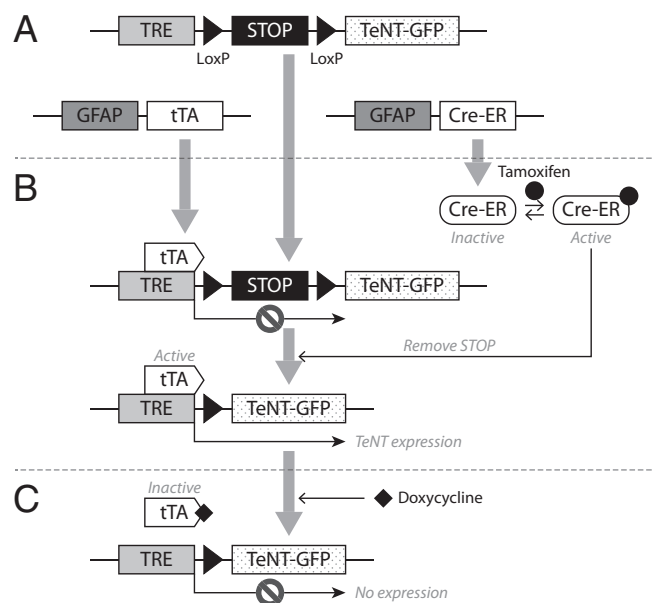 A
TRE STOP TeNT-GFP
LoxP LoxP
GFAP tTA GFAP Cre-ER
B
Tamoxifen
Cre-ER Cre-ER
Inactive Active
tTA
TRE STOP TeNT-GFP
Remove STOP
Active
tTA
TRE TeNT-GFP
TeNT expression
C
Inactive
tTA Doxycycline
TRE TeNT-GFP
No expression